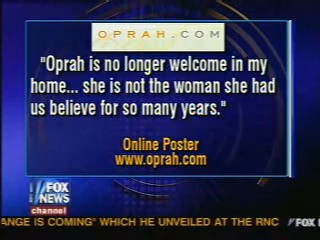 OPRAH.COM
"Oprah is no longer welcome in my
home... she is not the woman she had
us believe for so many years."
Online Poster
www.oprah.com
FOX
NEWS
channel
ANGE IS COMING" WHICH HE UNVEILED AT THE RNC
FOX